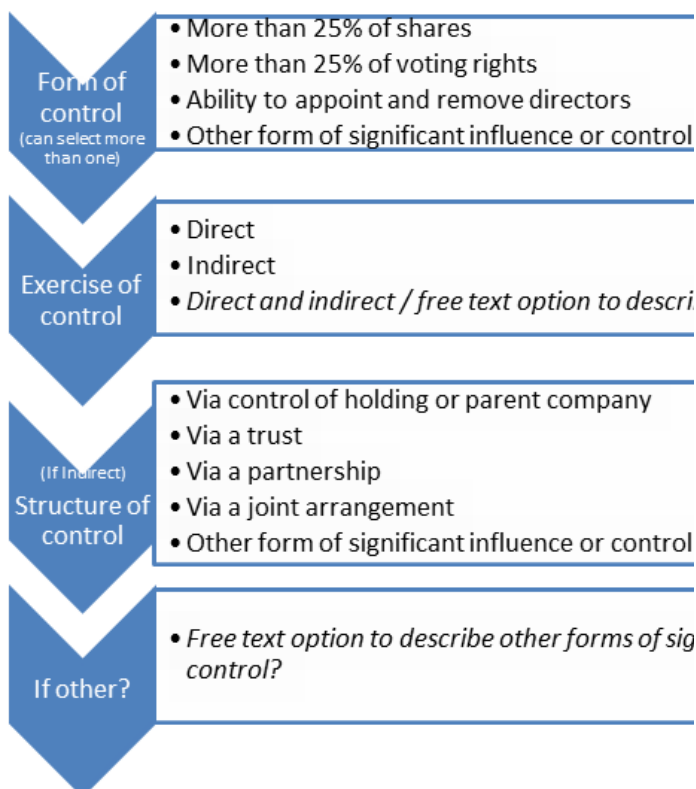 Form of
control
(can select more
than one)
• More than 25% of shares
• More than 25% of voting rights
• Ability to appoint and remove directors
• Other form of significant influence or control
Exercise of
control
• Direct
• Indirect
• Direct and indirect / free text option to
(If Indirect)
Structure of
control
• Via control of holding or parent company
• Via a trust
• Via a partnership
• Via a joint arrangement
• Other form of significant influence or control
If other?
• Free text option to describe other forms of
control?